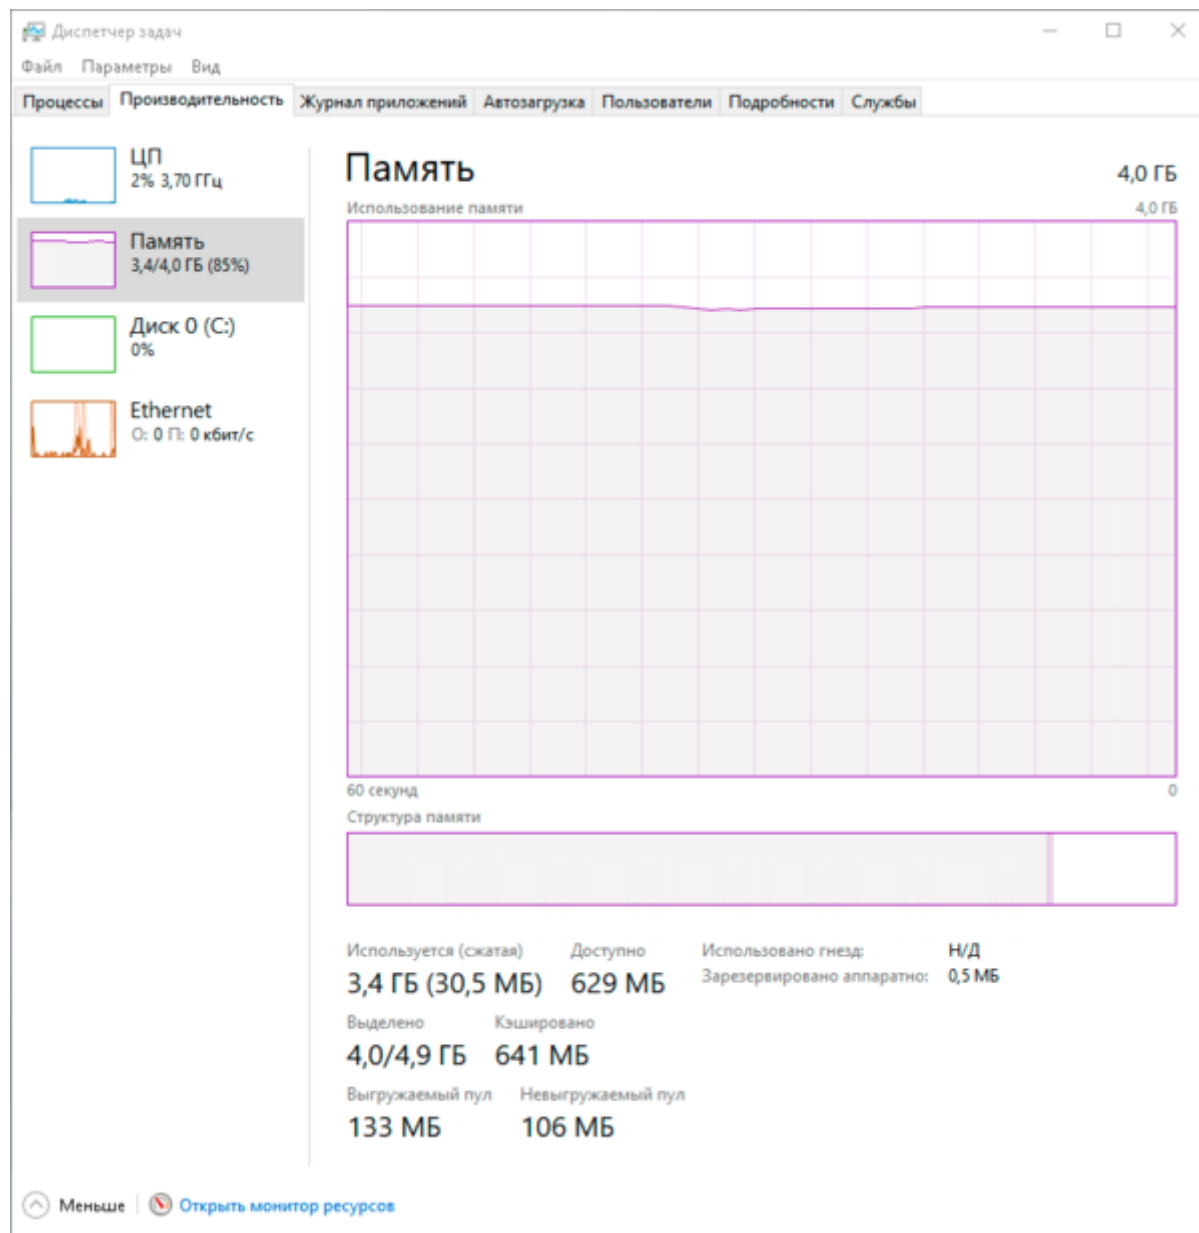 Диспетчер задач
Файл Параметры Вид
Процессы Производительность Журнал приложений Автозагрузка Пользователи Подробности Службы
ЦП
2% 3,70 ГГц
Память
3,4/4,0 ГБ (85%)
Диск 0 (C:)
0%
Ethernet
О: 0 П: 0 кбит/с
Память 4,0 ГБ
Использование памяти 4,0 ГБ
60 секунд 0
Структура памяти
Используется (сжатая) Доступно Использовано гнезд: Н/Д
3,4 ГБ (30,5 МБ) 629 МБ Зарезервировано аппаратно: 0,5 МБ
Выделено Кэшировано
4,0/4,9 ГБ 641 МБ
Выгружаемый пул Невыгружаемый пул
133 МБ 106 МБ
Меньше Открыть монитор ресурсов